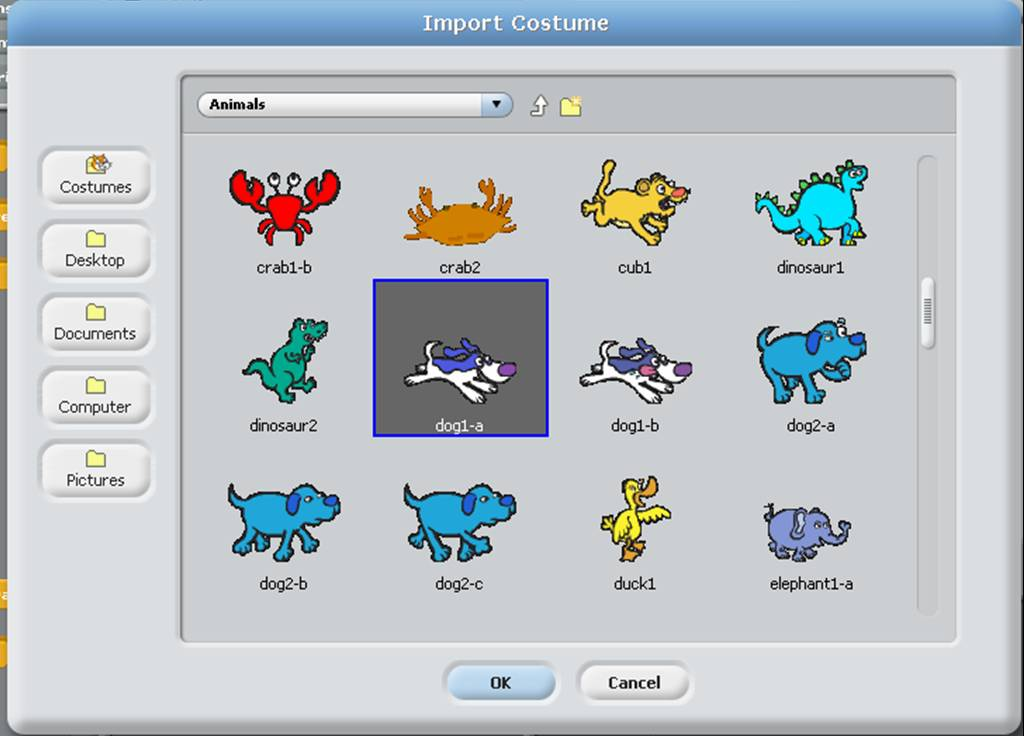 Import Costume
Animals
Costumes
Desktop
Documents
Computer
Pictures
crab1-b
crab2
cub1
dinosaur1
dinosaur2
dog1-a
dog1-b
dog2-a
dog2-b
dog2-c
duck1
elephant1-a
OK
Cancel